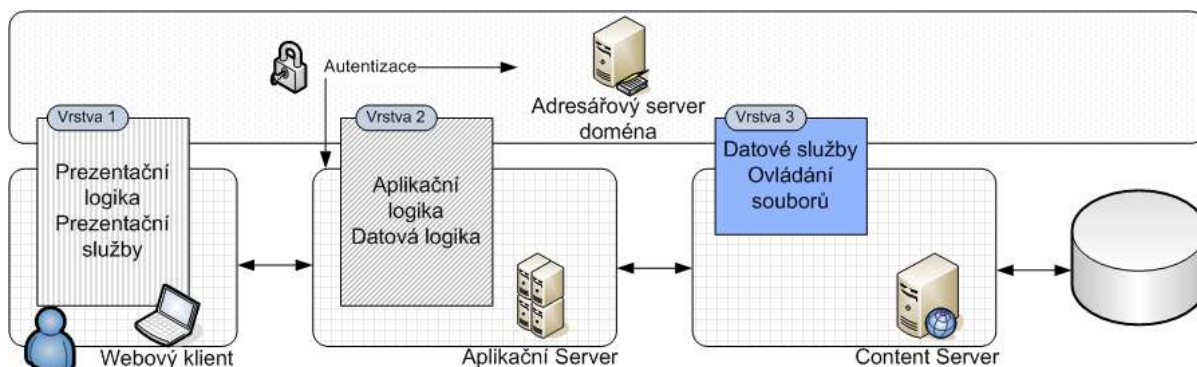 Autentizace
Adresářový server
doména
Vrstva 1
Prezentační
logika
Prezentační
služby
Webový klient
Vrstva 2
Aplikační
logika
Datová logika
Aplikační Server
Vrstva 3
Datové služby
Ovládání
souborů
Content Server